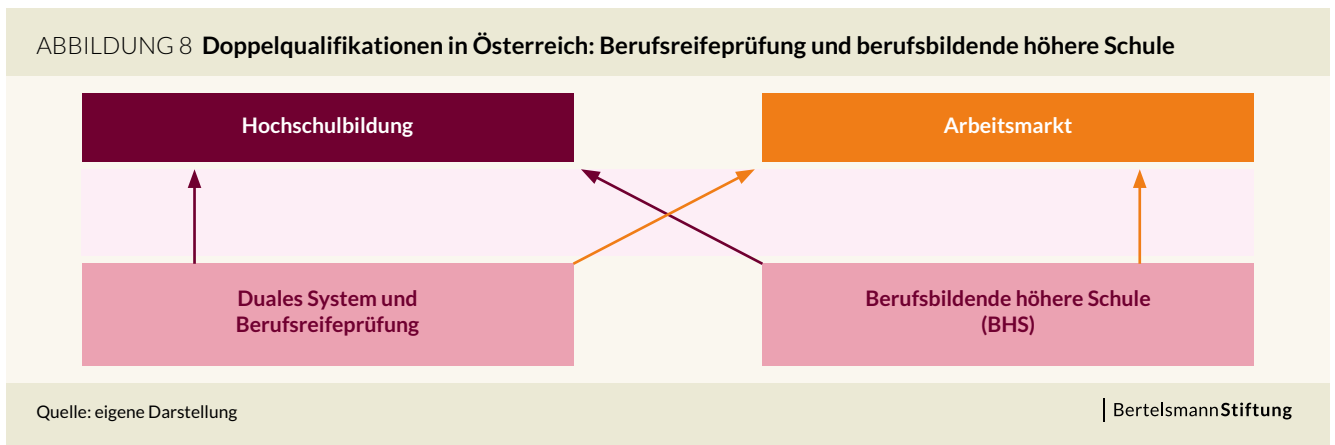 ABBILDUNG 8 Doppelqualifikationen in Österreich: Berufsreifeprüfung und berufsbildende höhere Schule
Hochschulbildung
Arbeitsmarkt
Duales System und
Berufsreifeprüfung
Berufsbildende höhere Schule
(BHS)
Quelle: eigene Darstellung
BertelsmannStiftung